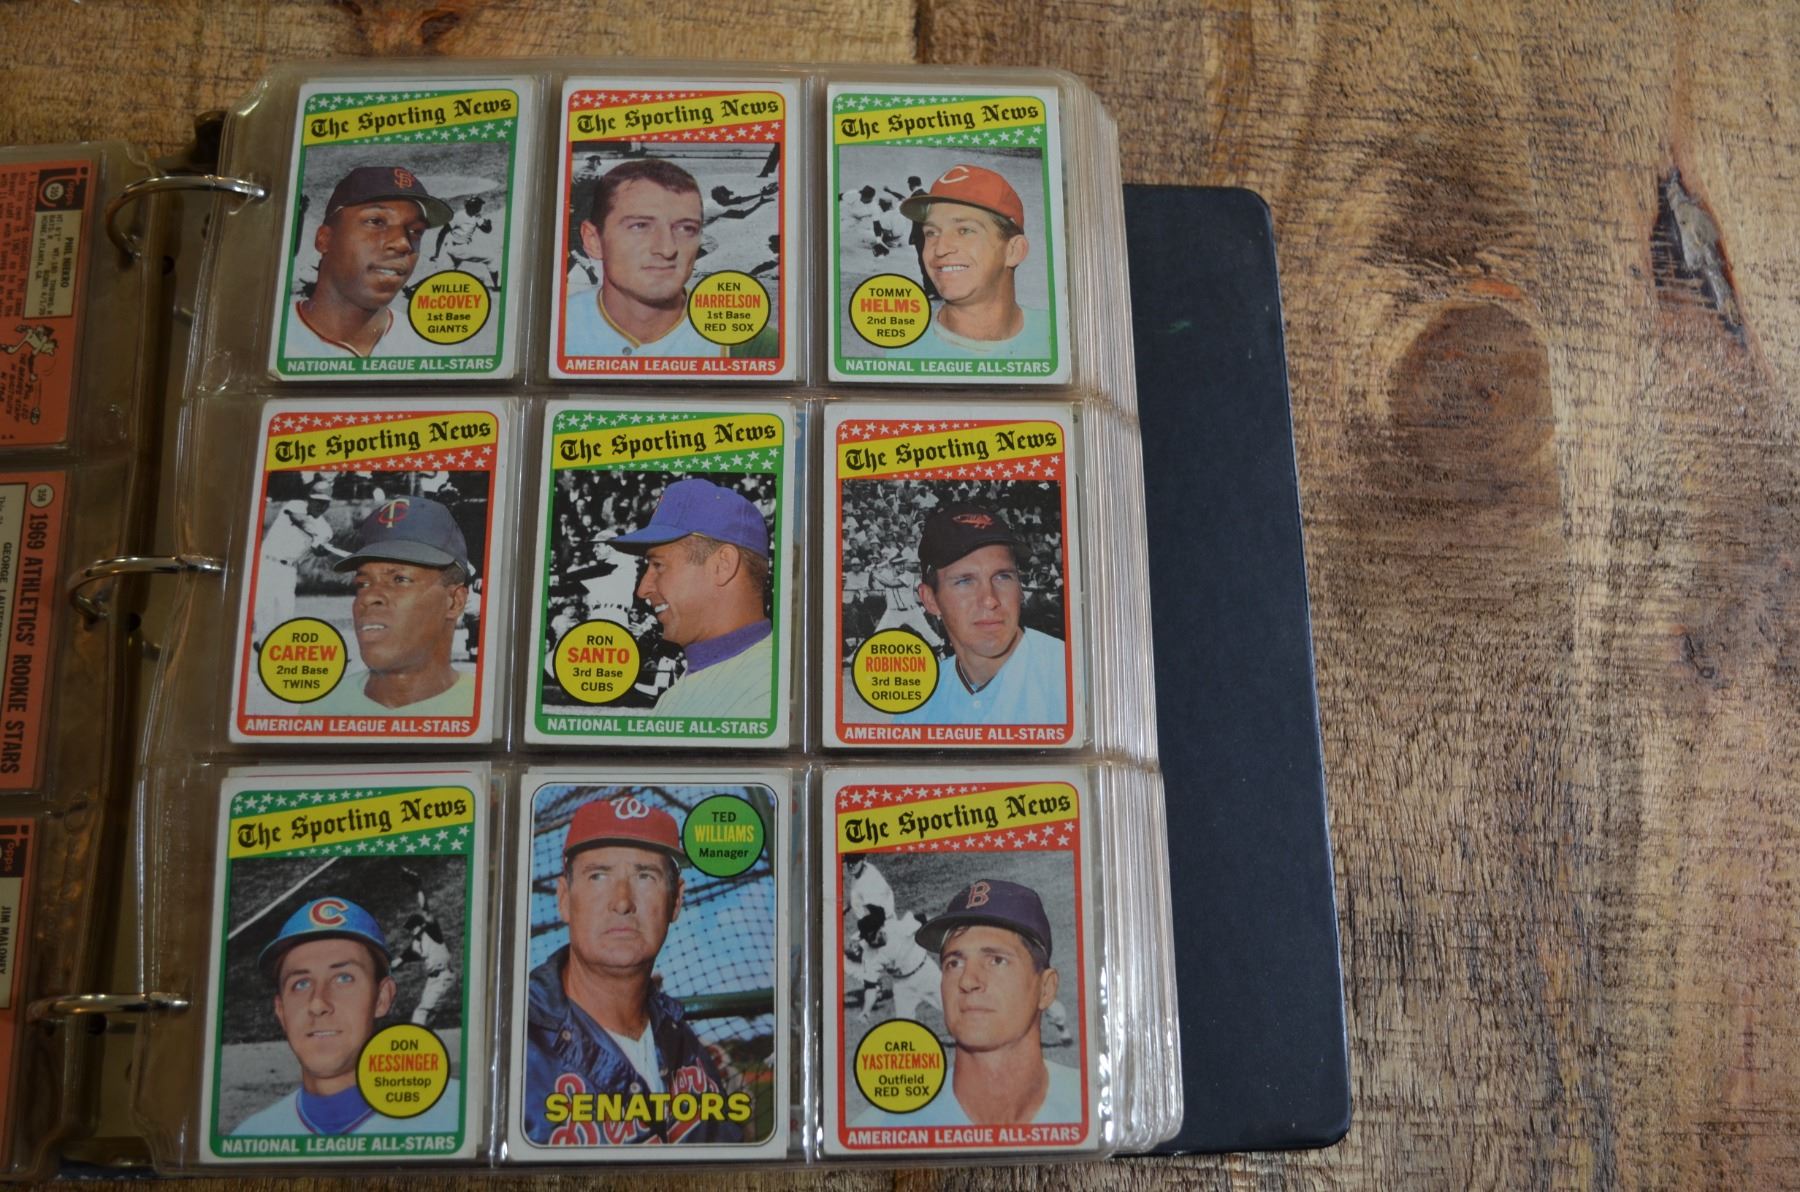 The Sporting News
WILLIE
McCOVEY
1st Base
GIANTS
NATIONAL LEAGUE ALL-STARS
The Sporting News
KEN
HARRELSON
1st Base
RED SOX
AMERICAN LEAGUE ALL-STARS
The Sporting News
C
TOMMY
HELMS
2nd Base
REDS
NATIONAL LEAGUE ALL-STARS
The Sporting News
TC
ROD
CAREW
2nd Base
TWINS
AMERICAN LEAGUE ALL-STARS
The Sporting News
RON
SANTO
3rd Base
CUBS
NATIONAL LEAGUE ALL-STARS
The Sporting News
BROOKS
ROBINSON
3rd Base
ORIOLES
AMERICAN LEAGUE ALL-STARS
The Sporting News
C
DON
KESSINGER
Shortstop
CUBS
NATIONAL LEAGUE ALL-STARS
W
TED
WILLIAMS
Manager
SENATORS
The Sporting News
B
CARL
YASTRZEMSKI
Outfield
RED SOX
AMERICAN LEAGUE ALL-STARS
PHIL NIEKRO
1969 ATHLETICS' ROOKIE STARS
JIM MALONEY